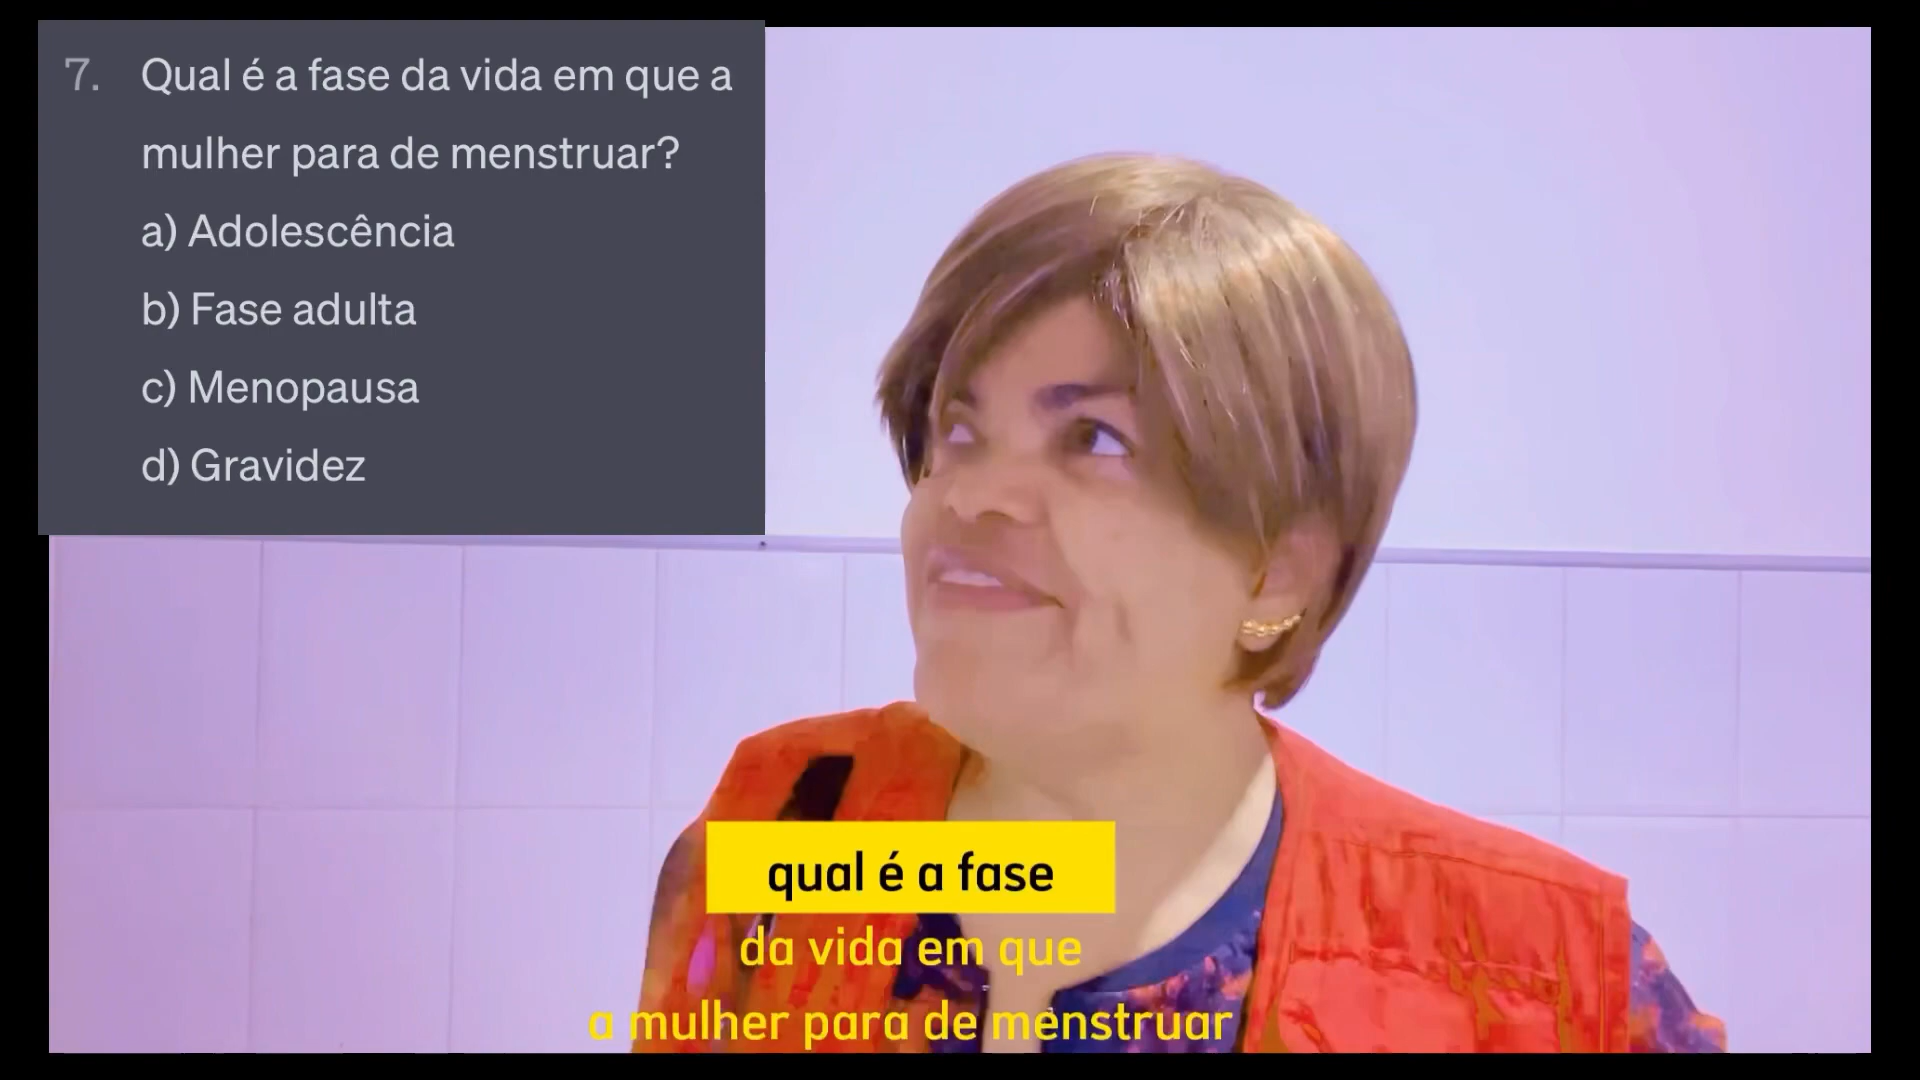 7. Qual é a fase da vida em que a
mulher para de menstruar?
a) Adolescência
b) Fase adulta
c) Menopausa
d) Gravidez
qual é a fase
da vida em que
a mulher para de menstruar